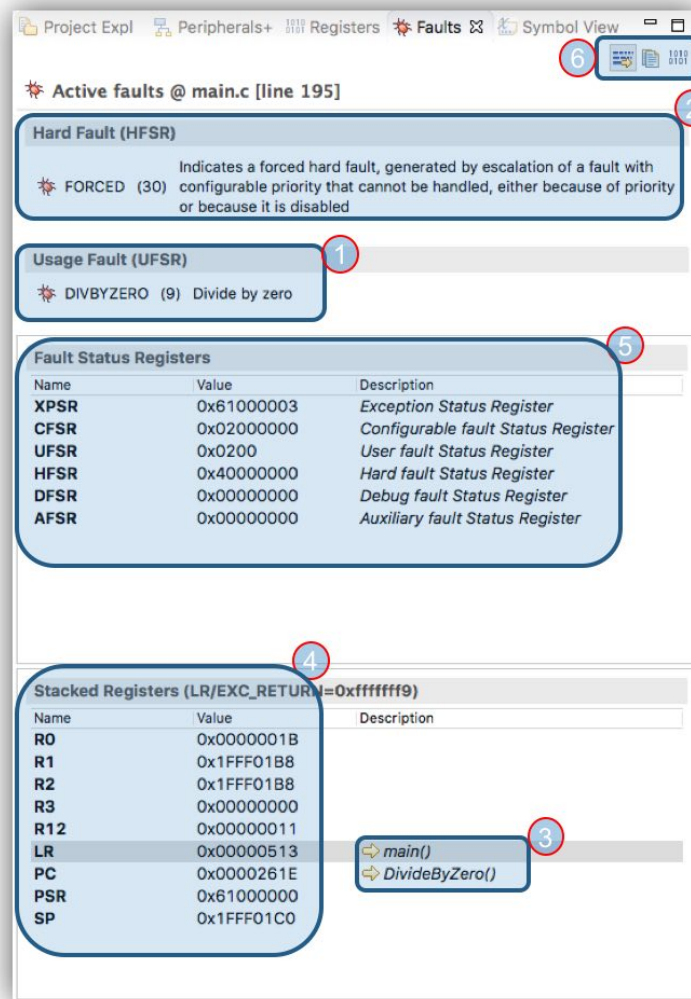 Project Expl Peripherals+ Registers Faults Symbol View
6
Active faults @ main.c [line 195]
2
Hard Fault (HFSR)
Indicates a forced hard fault, generated by escalation of a fault with
FORCED (30) configurable priority that cannot be handled, either because of priority
or because it is disabled
1
Usage Fault (UFSR)
DIVBYZERO (9) Divide by zero
5
Fault Status Registers
Name Value Description
XPSR 0x61000003 Exception Status Register
CFSR 0x02000000 Configurable fault Status Register
UFSR 0x0200 User fault Status Register
HFSR 0x40000000 Hard fault Status Register
DFSR 0x00000000 Debug fault Status Register
AFSR 0x00000000 Auxiliary fault Status Register
4
Stacked Registers (LR/EXC_RETURN=0xfffffff9)
Name Value Description
R0 0x0000001B
R1 0x1FFF01B8
R2 0x1FFF01B8
R3 0x00000000
R12 0x00000011
3
LR 0x00000513 main()
PC 0x0000261E DivideByZero()
PSR 0x61000000
SP 0x1FFF01C0